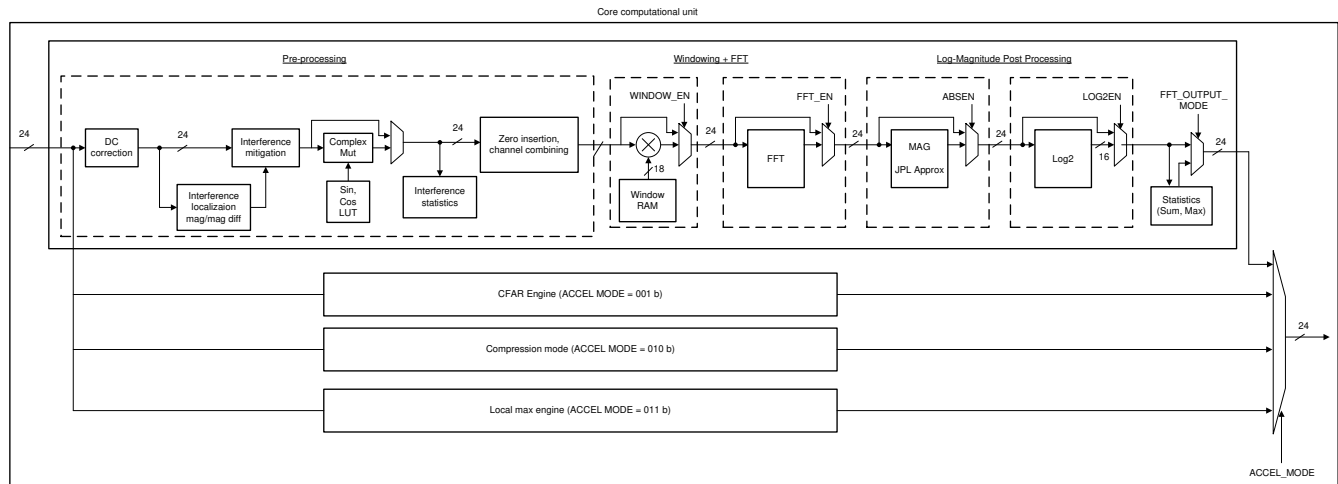 Core computational unit
Pre-processing
Windowing + FFT
Log-Magnitude Post Processing
24
DC
correction
24
Interference
mitigation
Interference
localizaion
mag/mag diff
Complex
Mut
Sin,
Cos
LUT
24
Interference
statistics
Zero insertion,
channel combining
WINDOW_EN
18
Window
RAM
24
FFT_EN
FFT
24
ABSEN
MAG
JPL Approx
24
LOG2EN
Log2
16
FFT_OUTPUT_
MODE
Statistics
(Sum, Max)
24
CFAR Engine (ACCEL MODE = 001 b)
Compression mode (ACCEL MODE = 010 b)
Local max engine (ACCEL MODE = 011 b)
24
ACCEL_MODE